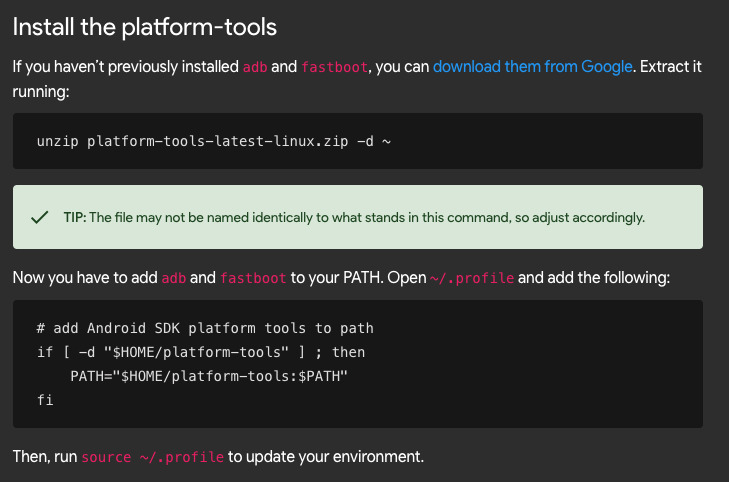 Install the platform-tools
If you haven’t previously installed adb and fastboot, you can download them from Google. Extract it
running:
unzip platform-tools-latest-linux.zip -d ~
TIP: The file may not be named identically to what stands in this command, so adjust accordingly.
Now you have to add adb and fastboot to your PATH. Open ~/.profile and add the following:
# add Android SDK platform tools to path
if [ -d "$HOME/platform-tools" ] ; then
    PATH="$HOME/platform-tools:$PATH"
fi
Then, run source ~/.profile to update your environment.